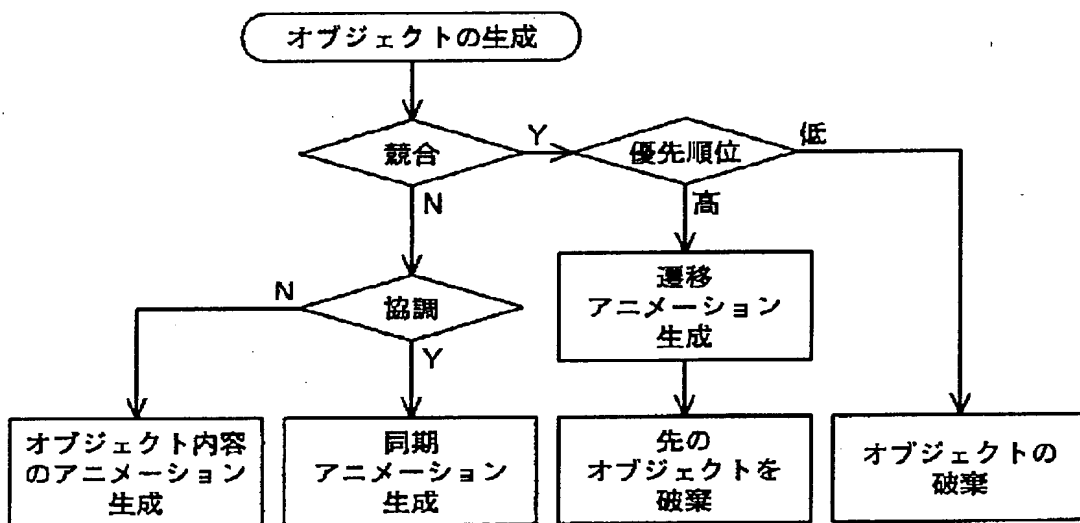 オブジェクトの生成
競合
Y
優先順位
低
N
高
遷移
アニメーション
生成
N
協調
Y
オブジェクト内容
のアニメーション
生成
同期
アニメーション
生成
先の
オブジェクトを
破棄
オブジェクトの
破棄